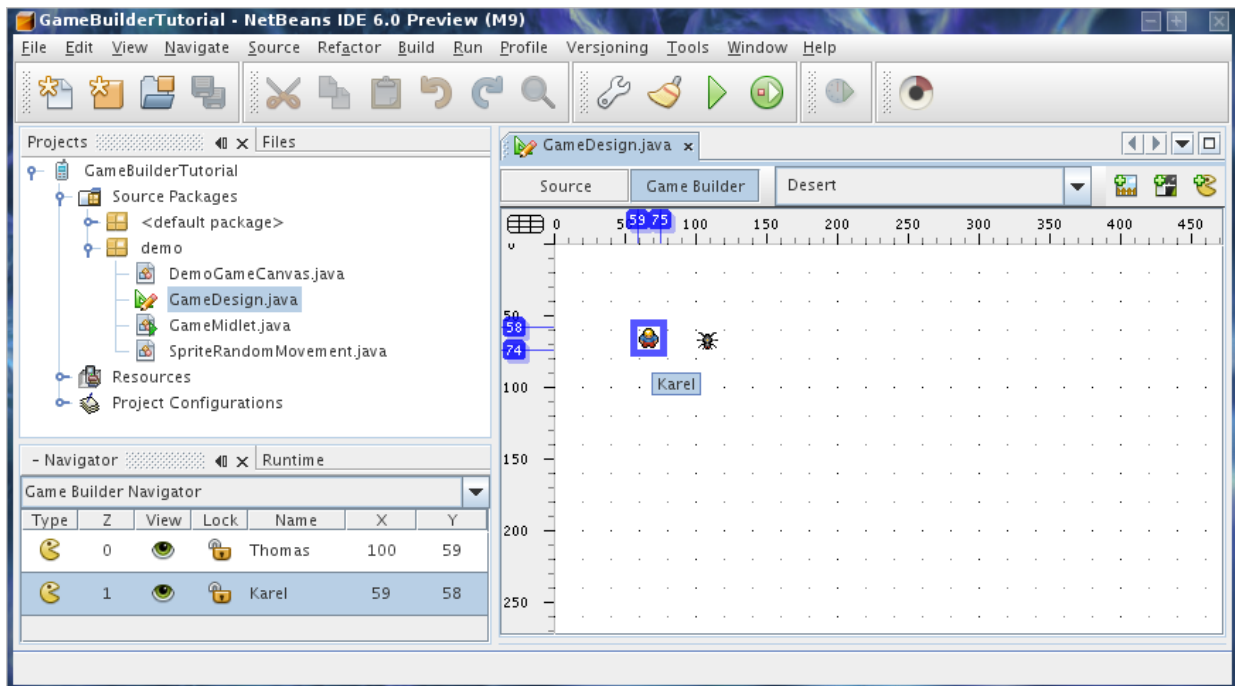 GameBuilderTutorial - NetBeans IDE 6.0 Preview (M9)
File Edit View Navigate Source Refactor Build Run Profile Versioning Tools Window Help
Projects Files
GameBuilderTutorial
Source Packages
<default package>
demo
DemoGameCanvas.java
GameDesign.java
GameMidlet.java
SpriteRandomMovement.java
Resources
Project Configurations
- Navigator Runtime
Game Builder Navigator
Type Z View Lock Name X Y
0 Thomas 100 59
1 Karel 59 58
GameDesign.java
Source Game Builder Desert
0 59 75 100 150 200 250 300 350 400 450
50
58
74
Karel
100
150
200
250